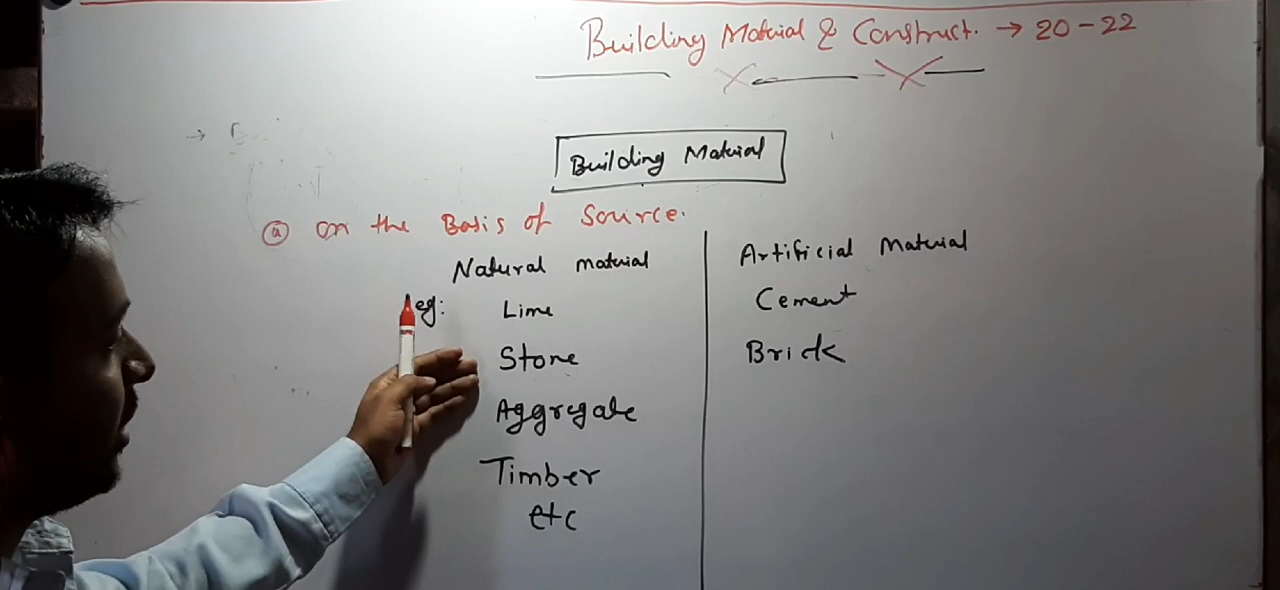 Building Material & Construct. → 20-22
Building Material
ⓐ On the Basis of Source.
Natural material
eg: Lime
Stone
Aggregate
Timber
etc
Artificial Material
Cement
Brick